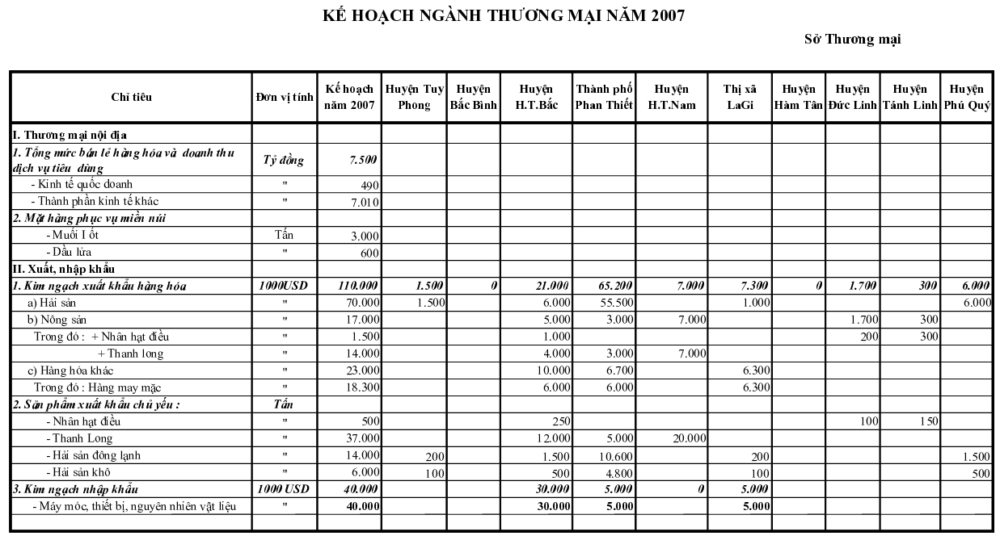 KẾ HOẠCH NGÀNH THƯƠNG MẠI NĂM 2007
Sở Thương mại
Chỉ tiêu Đơn vị tính Kế hoạch năm 2007 Huyện Tuy Phong Huyện Bắc Bình Huyện H.T.Bắc Thành phố Phan Thiết Huyện H.T.Nam Thị xã LaGi Huyện Hàm Tân Huyện Đức Linh Huyện Tánh Linh Huyện Phú Quý
I. Thương mại nội địa
1. Tổng mức bán lẻ hàng hóa và doanh thu dịch vụ tiêu dùng Tỷ đồng 7.500
- Kinh tế quốc doanh " 490
- Thành phần kinh tế khác " 7.010
2. Mặt hàng phục vụ miền núi
- Muối I ốt Tấn 3.000
- Dầu lửa " 600
II. Xuất, nhập khẩu
1. Kim ngạch xuất khẩu hàng hóa 1000USD 110.000 1.500 0 21.000 65.200 7.000 7.300 0 1.700 300 6.000
a) Hải sản " 70.000 1.500 6.000 55.500 1.000 6.000
b) Nông sản " 17.000 5.000 3.000 7.000 1.700 300
Trong đó : + Nhân hạt điều " 1.500 1.000 200 300
+ Thanh long " 14.000 4.000 3.000 7.000
c) Hàng hóa khác " 23.000 10.000 6.700 6.300
Trong đó : Hàng may mặc " 18.300 6.000 6.000 6.300
2. Sản phẩm xuất khẩu chủ yếu : Tấn
- Nhân hạt điều " 500 250 100 150
- Thanh Long " 37.000 12.000 5.000 20.000
- Hải sản đông lạnh " 14.000 200 1.500 10.600 200 1.500
- Hải sản khô " 6.000 100 500 4.800 100 500
3. Kim ngạch nhập khẩu 1000 USD 40.000 30.000 5.000 0 5.000
- Máy móc, thiết bị, nguyên nhiên vật liệu " 40.000 30.000 5.000 5.000